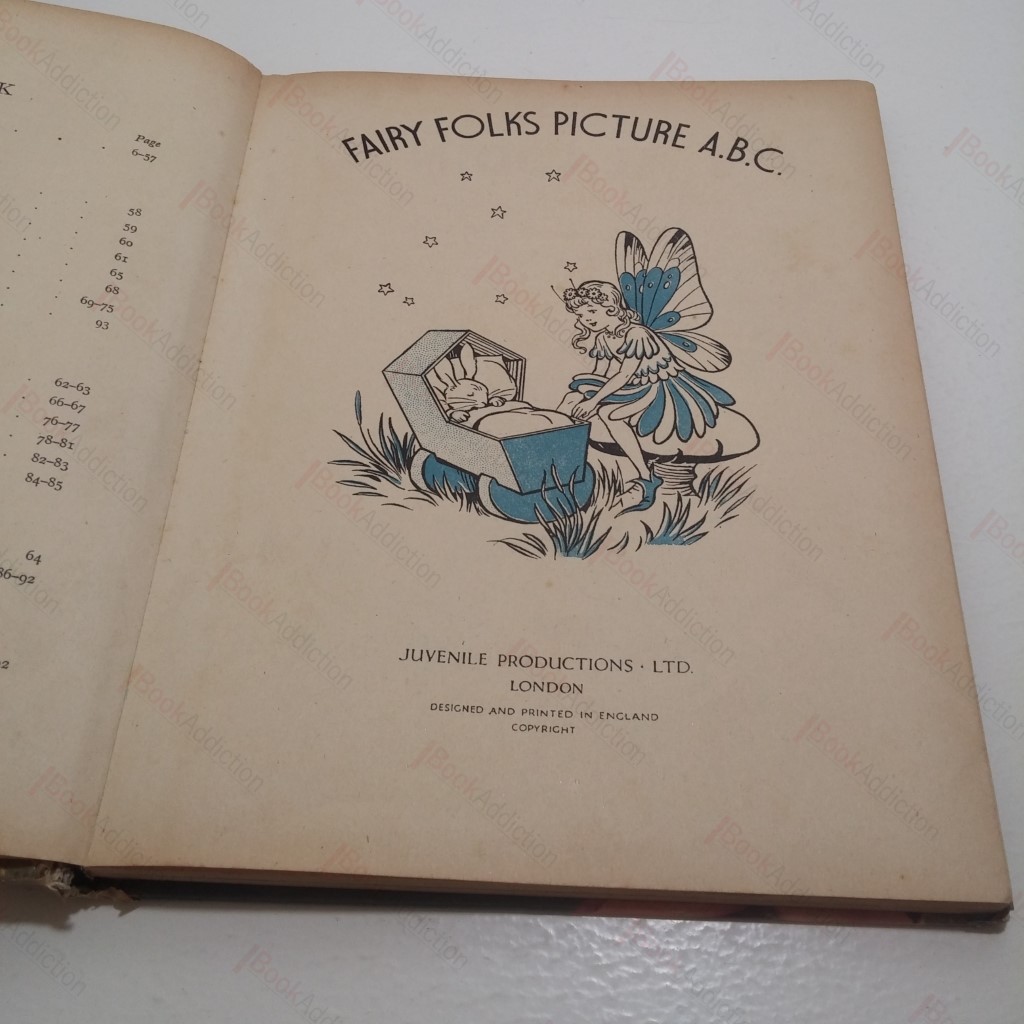 K
Page
6–57
58
59
60
61
65
68
69–75
93
62–63
66–67
76–77
78–81
82–83
84–85
64
86–92
FAIRY FOLKS PICTURE A.B.C.
JUVENILE PRODUCTIONS · LTD.
LONDON
DESIGNED AND PRINTED IN ENGLAND
COPYRIGHT
BookAddiction